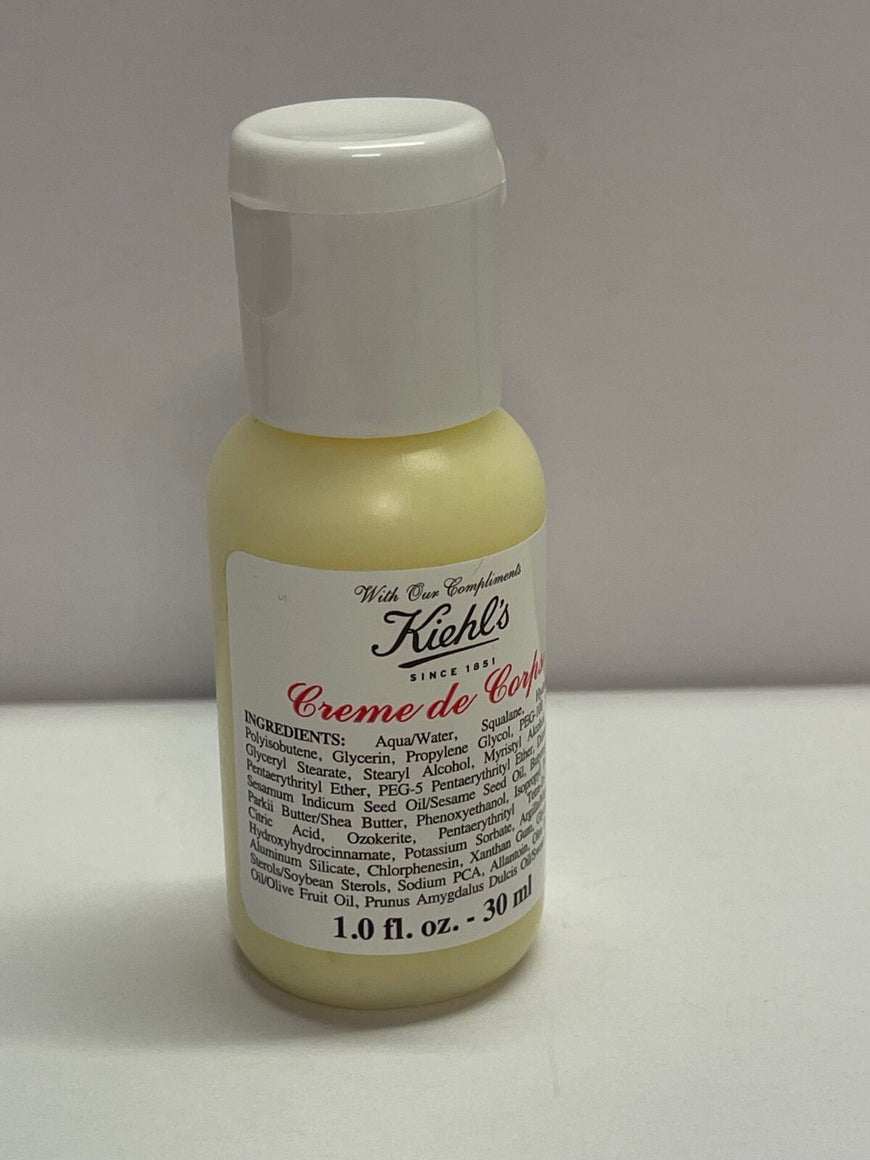 With Our Compliments
Kiehl's
SINCE 1851
Creme de Corps
INGREDIENTS: Aqua/Water, Squalane,
Polyisobutene, Glycerin, Propylene Glycol, PEG-100
Glyceryl Stearate, Stearyl Alcohol, Myristyl Alcohol
Pentaerythrityl Ether, PEG-5 Pentaerythrityl Ether,
Sesamum Indicum Seed Oil/Sesame Seed Oil,
Parkii Butter/Shea Butter, Phenoxyethanol,
Citric Acid, Ozokerite, Pentaerythrityl
Hydroxyhydrocinnamate, Potassium Sorbate,
Aluminum Silicate, Chlorphenesin, Xanthan Gum,
Sterols/Soybean Sterols, Sodium PCA, Allantoin,
Oil/Olive Fruit Oil, Prunus Amygdalus Dulcis
1.0 fl. oz. - 30 ml